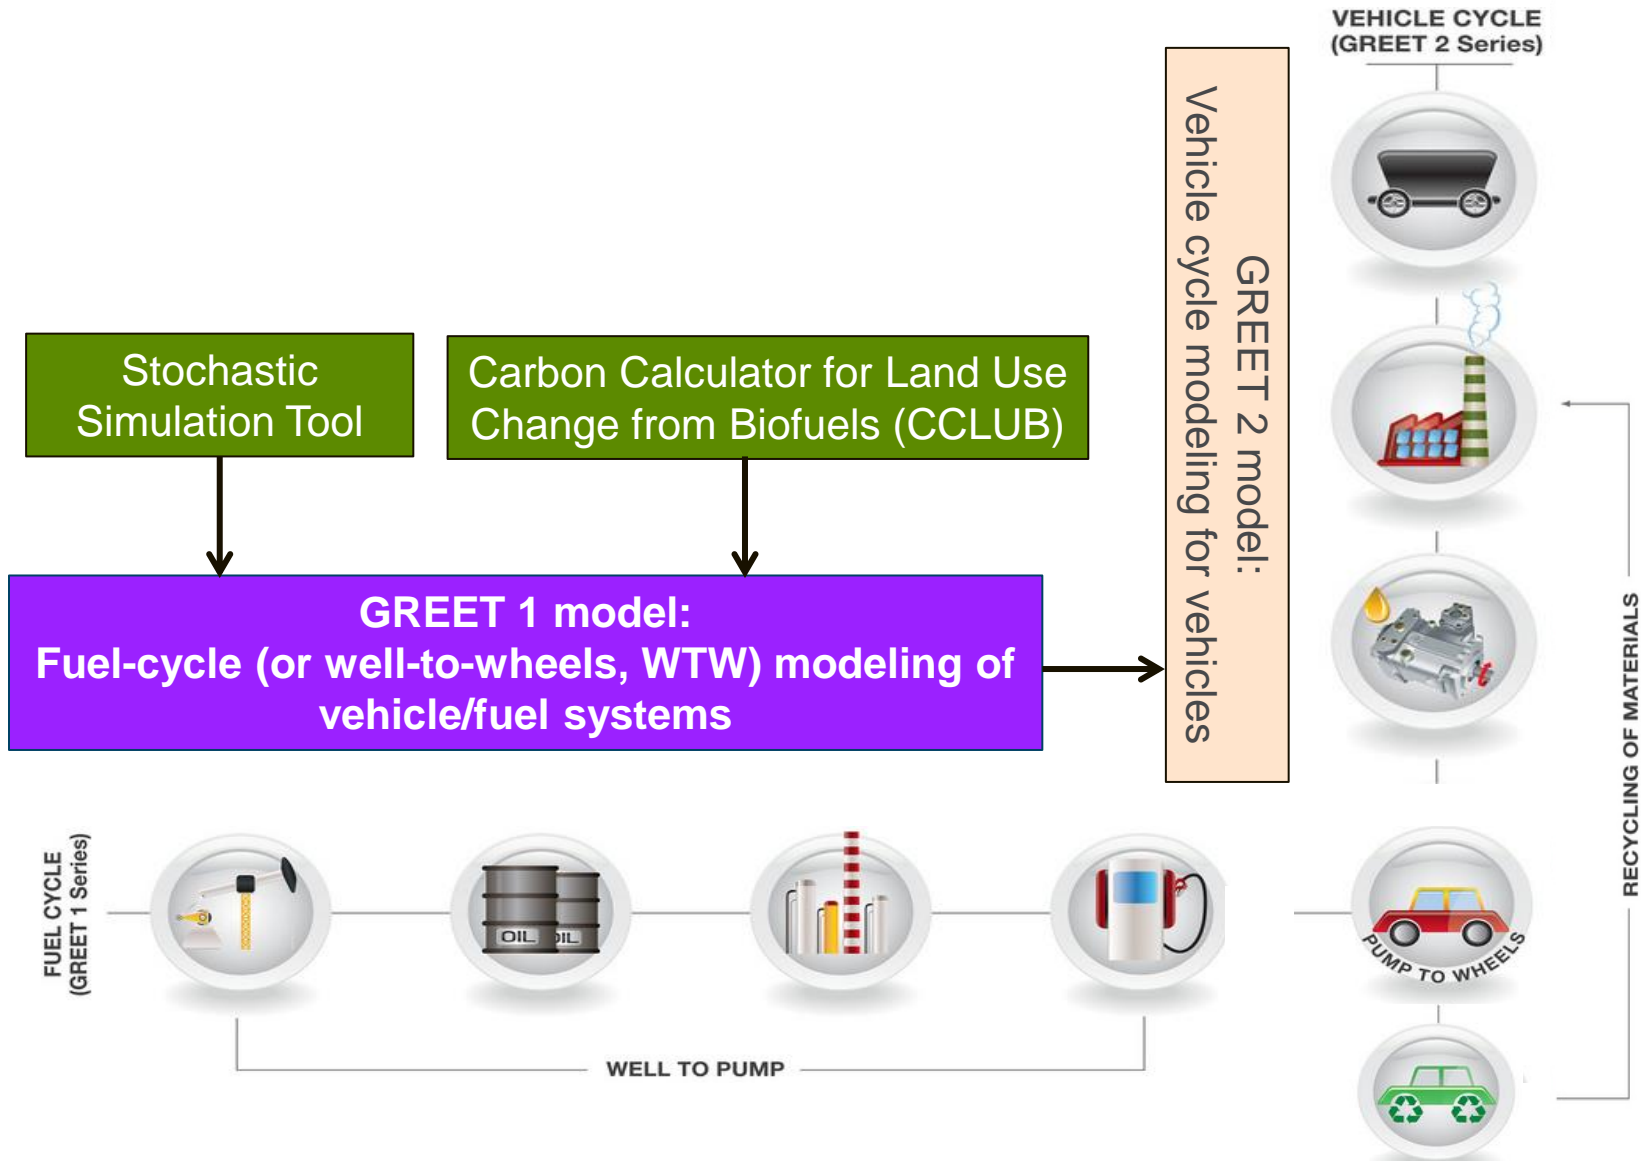 VEHICLE CYCLE
(GREET 2 Series)
GREET 2 model:
Vehicle cycle modeling for vehicles
Stochastic
Simulation Tool
Carbon Calculator for Land Use
Change from Biofuels (CCLUB)
GREET 1 model:
Fuel-cycle (or well-to-wheels, WTW) modeling of
vehicle/fuel systems
RECYCLING OF MATERIALS
FUEL CYCLE
(GREET 1 Series)
OIL
OIL
PUMP TO WHEELS
WELL TO PUMP